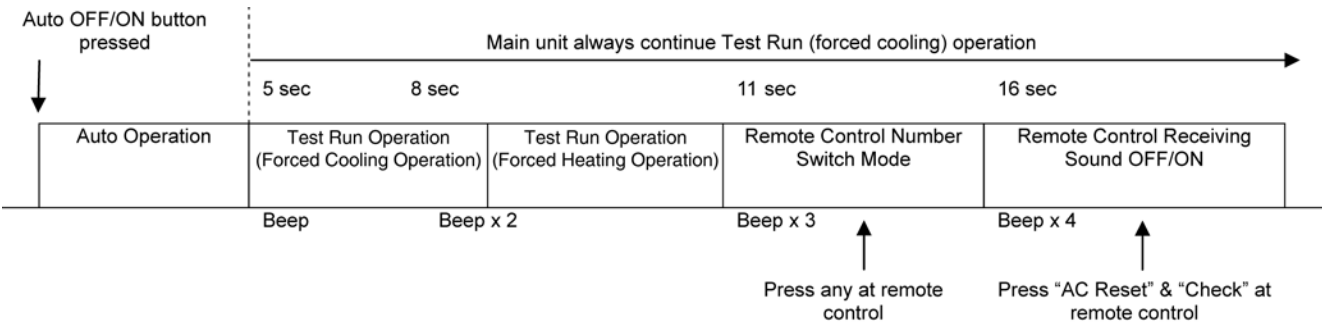 Auto OFF/ON button
pressed
Main unit always continue Test Run (forced cooling) operation
5 sec
8 sec
11 sec
16 sec
Auto Operation
Test Run Operation
(Forced Cooling Operation)
Test Run Operation
(Forced Heating Operation)
Remote Control Number
Switch Mode
Remote Control Receiving
Sound OFF/ON
Beep
Beep x 2
Beep x 3
Beep x 4
Press any at remote
control
Press “AC Reset” & “Check” at
remote control